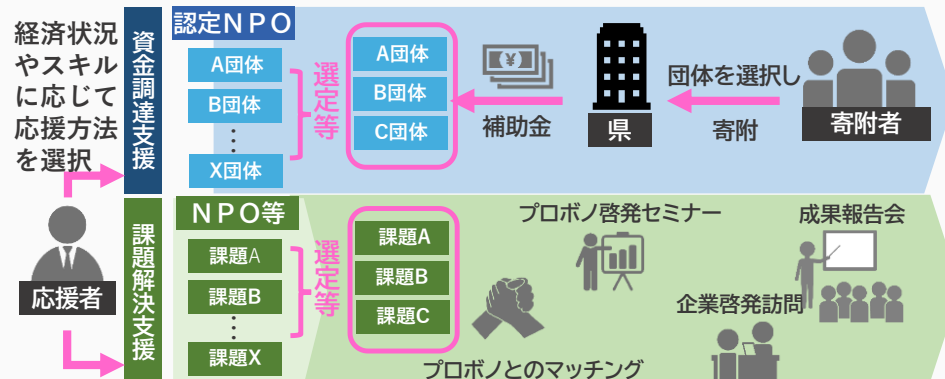 経済状況
やスキル
に応じて
応援方法
を選択
応援者
資金調達支援
認定ＮＰＯ
A団体
B団体
⋮
X団体
選定等
A団体
B団体
C団体
¥
補助金
県
団体を選択し
寄附
寄附者
課題解決支援
ＮＰＯ等
課題A
課題B
⋮
課題X
選定等
課題A
課題B
課題C
プロボノ啓発セミナー
成果報告会
企業啓発訪問
プロボノとのマッチング